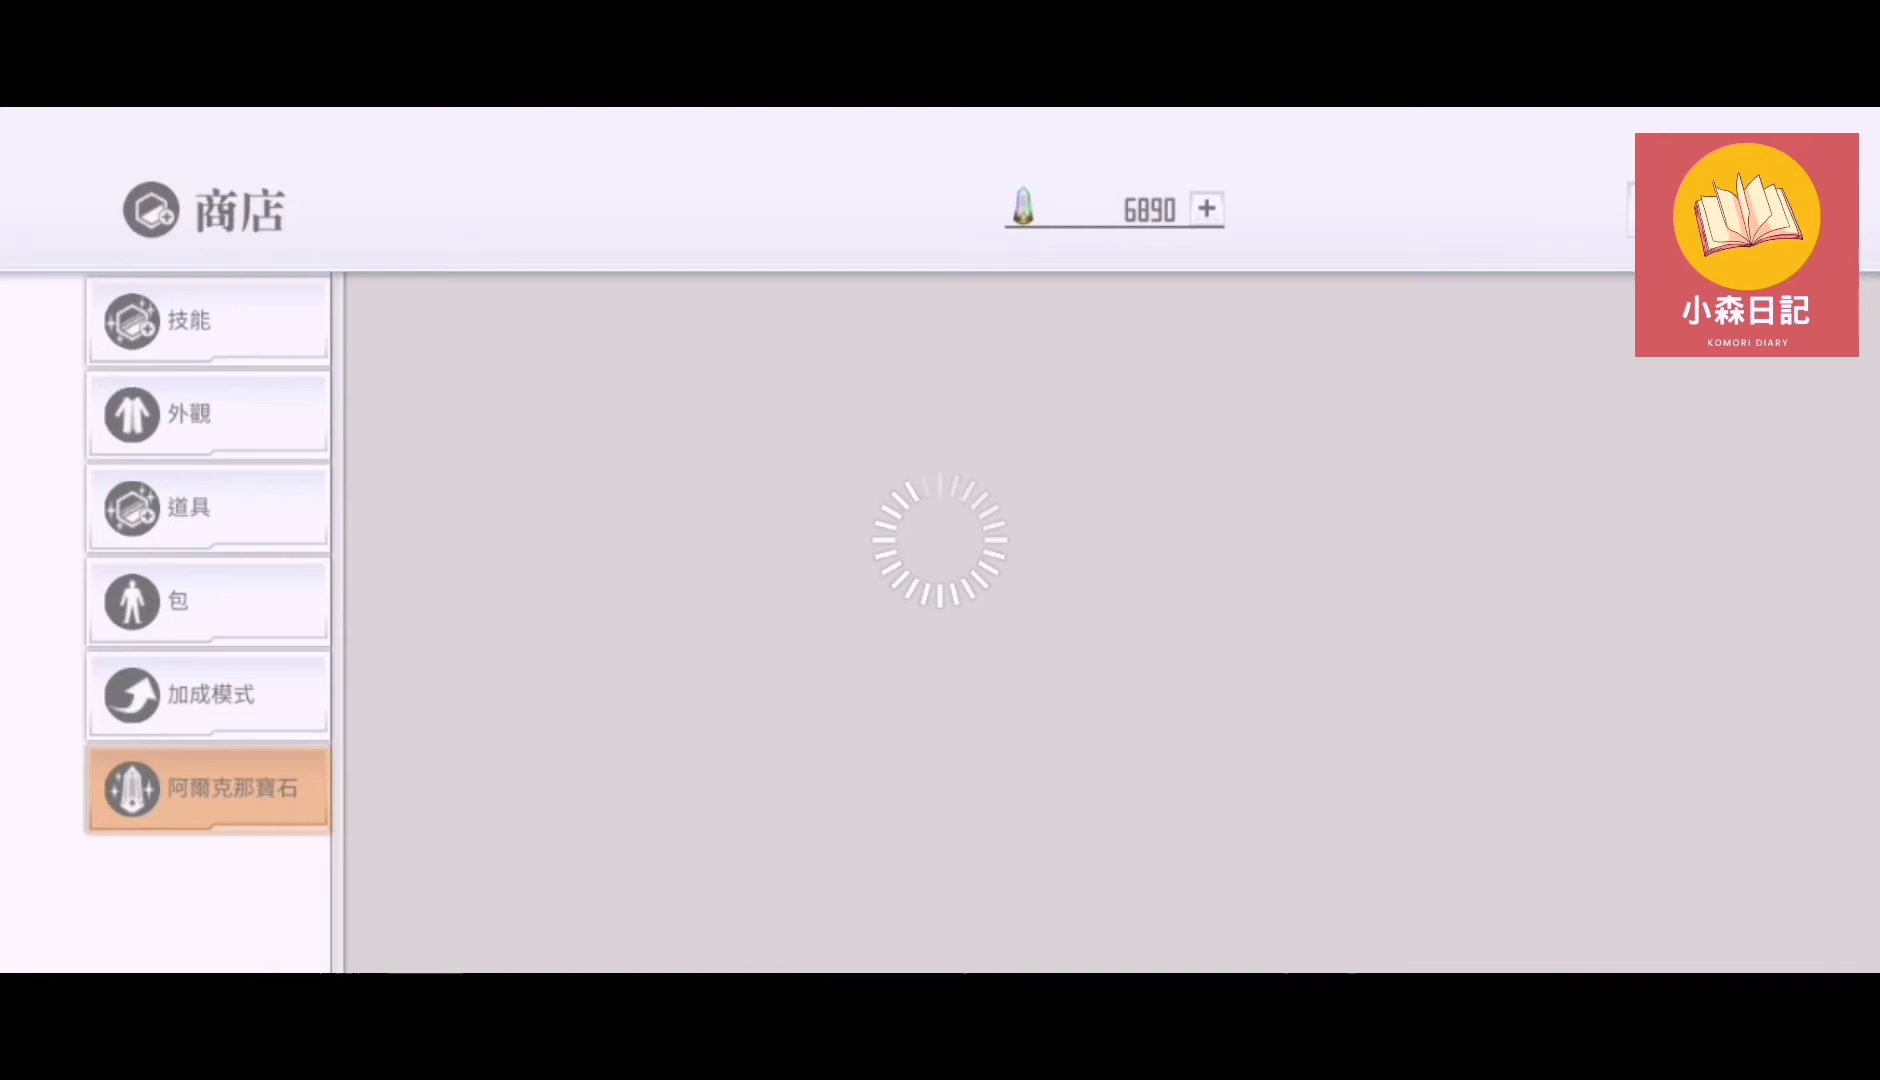 商店
6890
小森日記
KOMORI DIARY
技能
外觀
道具
包
加成模式
阿爾克那寶石